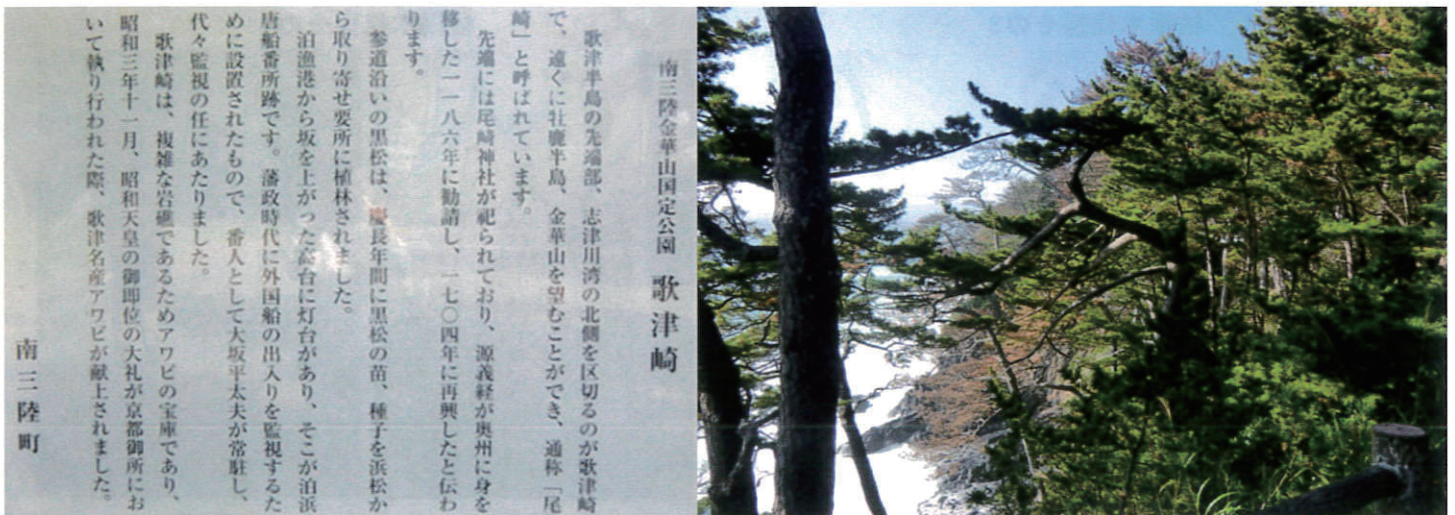 南三陸金華山国定公園 歌津崎
歌津半島の先端部、志津川湾の北側を区切るのが歌津崎
で、遠くに牡鹿半島、金華山を望むことができ、通称「尾
崎」と呼ばれています。
先端には尾崎神社が祀られており、源義経が奥州に身を
移した一一八六年に勧請し、一七〇四年に再興したと伝わ
ります。
参道沿いの黒松は、慶長年間に黒松の苗、種子を浜松か
ら取り寄せ要所に植林されました。
泊漁港から坂を上がった高台に灯台があり、そこが泊浜
唐船番所跡です。藩政時代に外国船の出入りを監視するた
めに設置されたもので、番人として大坂平太夫が常駐し、
代々監視の任にあたりました。
歌津崎は、複雑な岩礁であるためアワビの宝庫であり、
昭和三年十一月、昭和天皇の御即位の大礼が京都御所にお
いて執り行われた際、歌津名産アワビが献上されました。
南三陸町